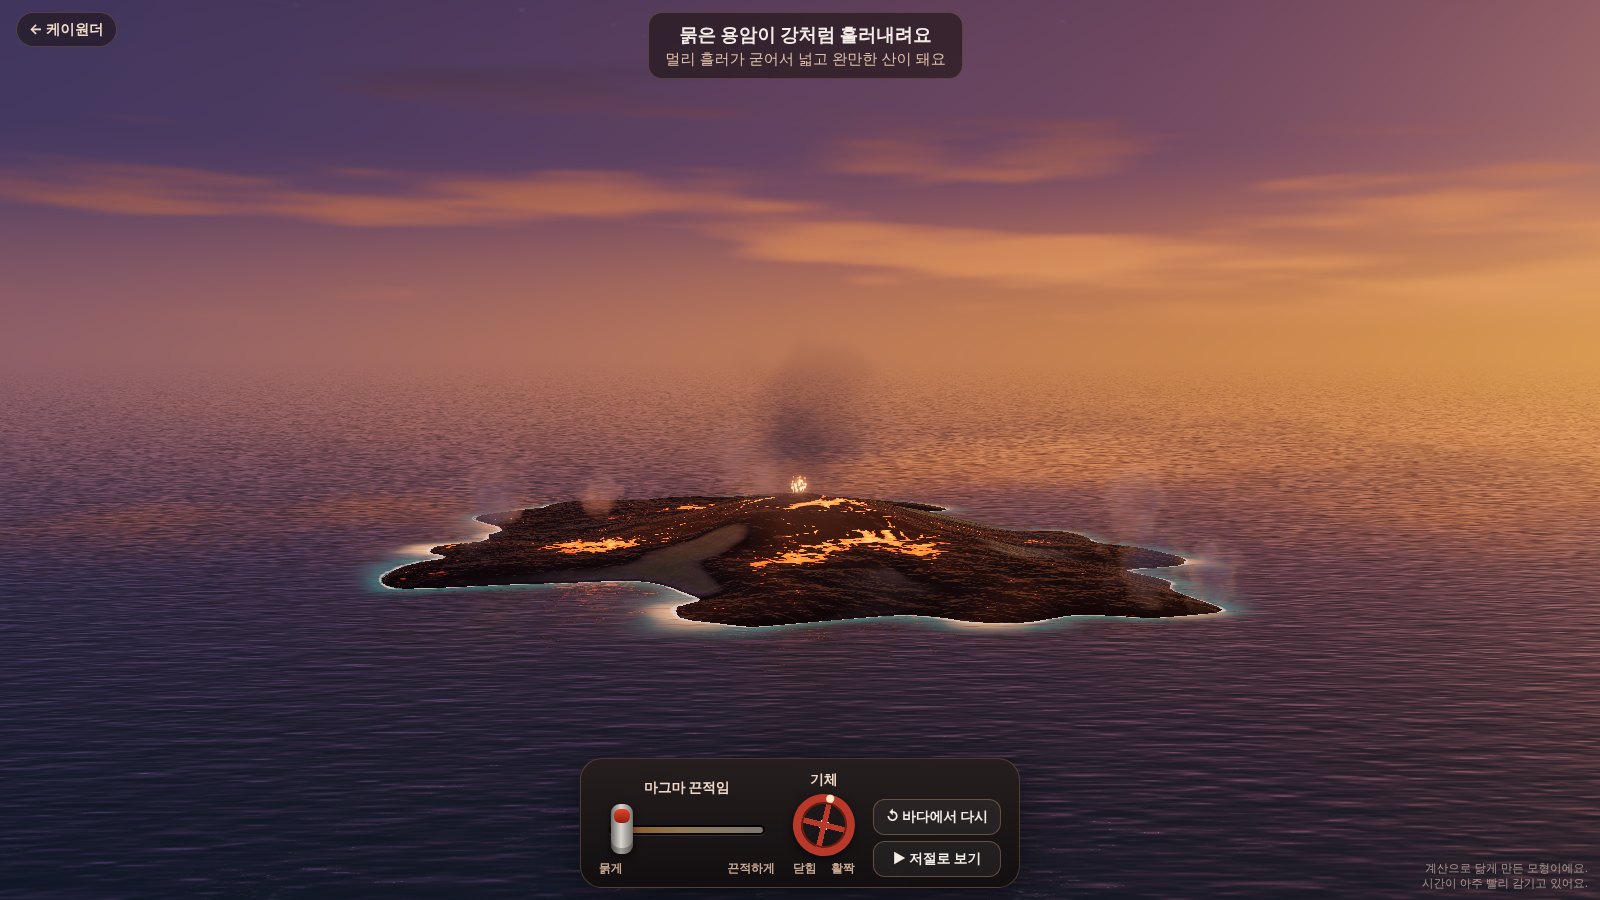 ← 케이원더
묽은 용암이 강처럼 흘러내려요
멀리 흘러가 굳어서 넓고 완만한 산이 돼요
마그마 끈적임
기체
묽게
끈적하게
닫힘
활짝
↺ 바다에서 다시
▶ 저절로 보기
계산으로 닮게 만든 모형이에요.
시간이 아주 빨리 감기고 있어요.